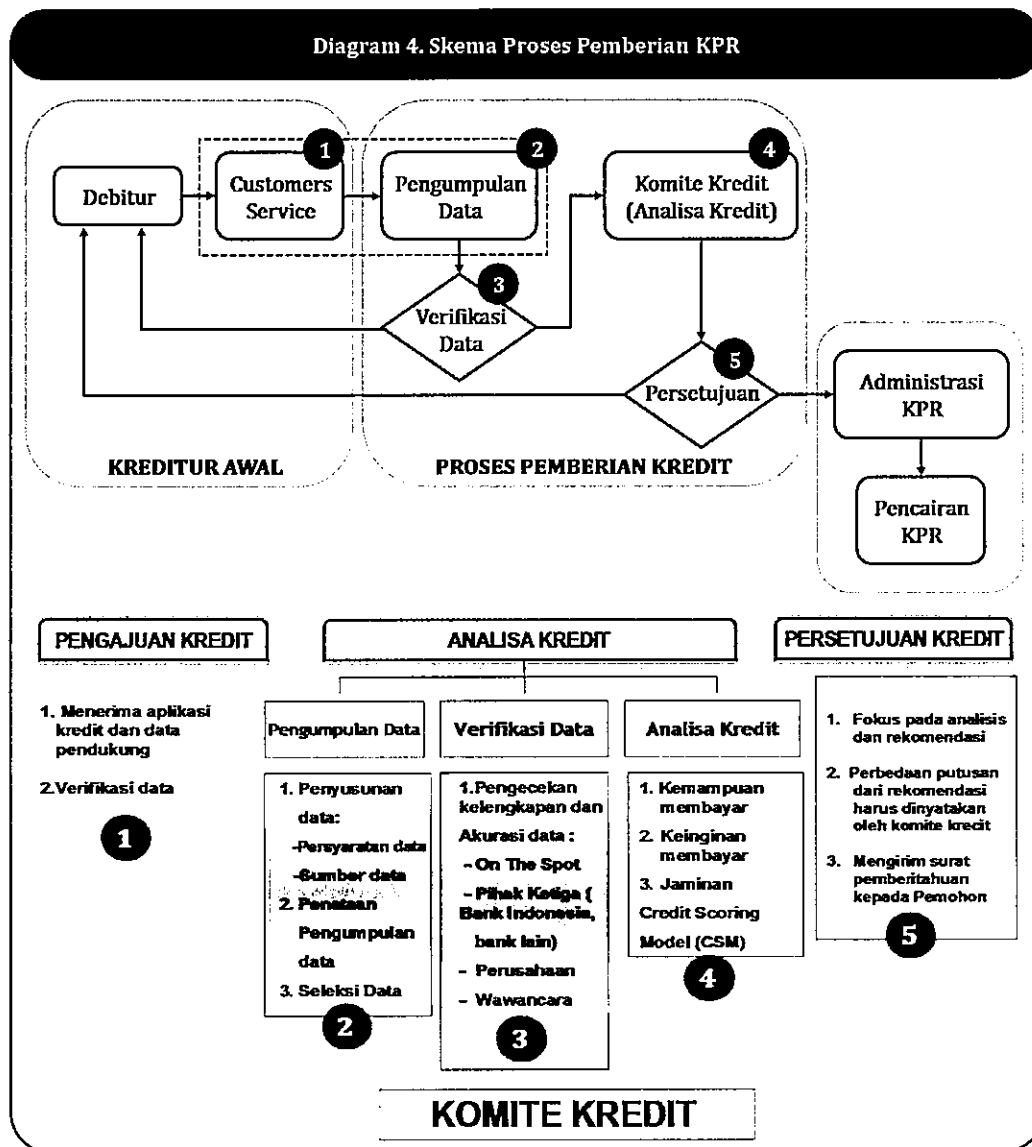 Diagram 4. Skema Proses Pemberian KPR
Debitur
1
Customers
Service
2
Pengumpulan
Data
3
Verifikasi
Data
4
Komite Kredit
(Analisa Kredit)
5
Persetujuan
Administrasi
KPR
Pencairan
KPR
KREDITUR AWAL
PROSES PEMBERIAN KREDIT
PENGAJUAN KREDIT
1. Menerima aplikasi
kredit dan data
pendukung
2.Verifikasi data
1
ANALISA KREDIT
Pengumpulan Data
1. Penyusunan
data:
-Persyaratan data
-Sumber data
2. Penataan
Pengumpulan
data
3. Seleksi Data
2
Verifikasi Data
1.Pengecekan
kelengkapan dan
Akurasi data :
- On The Spot
- Pihak Ketiga (
Bank Indonesia,
bank lain)
- Perusahaan
- Wawancara
3
Analisa Kredit
1. Kemampuan
membayar
2. Keinginan
membayar
3. Jaminan
Credit Scoring
Model (CSM)
4
PERSETUJUAN KREDIT
1. Fokus pada analisis
dan rekomendasi
2. Perbedaan putusan
dari rekomendasi
harus dinyatakan
oleh komite kredit
3. Mengirim surat
pemberitahuan
kepada Pemohon
5
KOMITE KREDIT